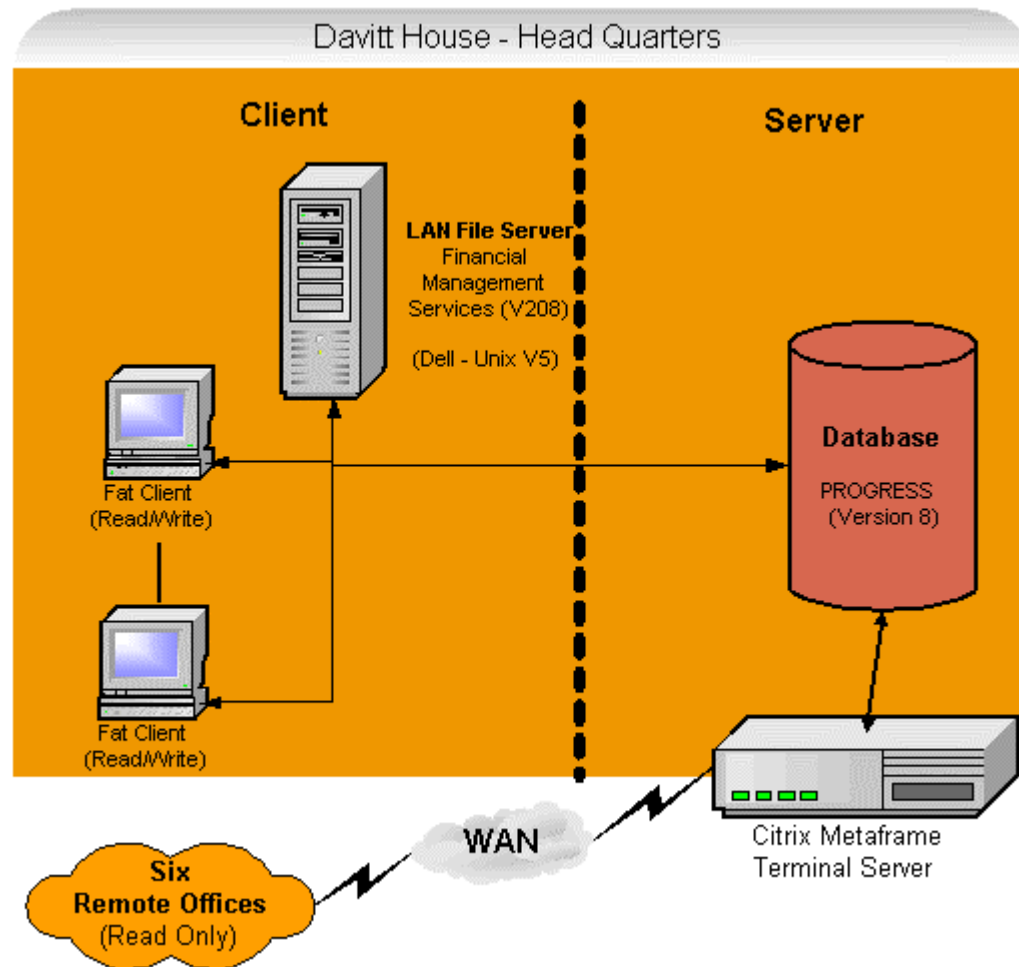 Davitt House - Head Quarters
Client
Server
LAN File Server
Financial
Management
Services (V208)
(Dell - Unix V5)
Fat Client
(Read/Write)
Database
PROGRESS
(Version 8)
Fat Client
(Read/Write)
Citrix Metaframe
Terminal Server
WAN
Six
Remote Offices
(Read Only)